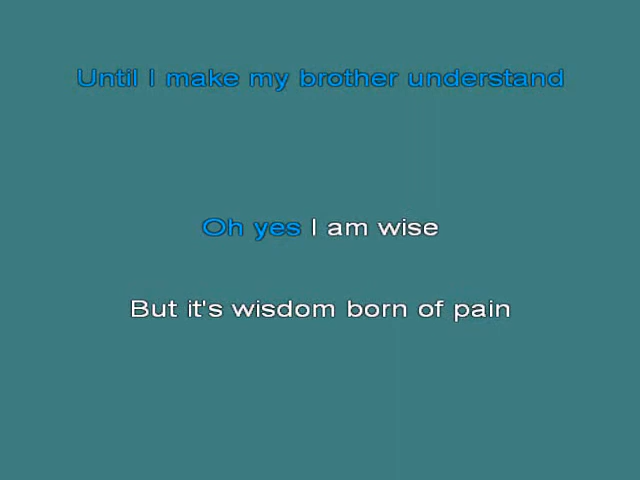 Until I make my brother understand
Oh yes I am wise
But it's wisdom born of pain